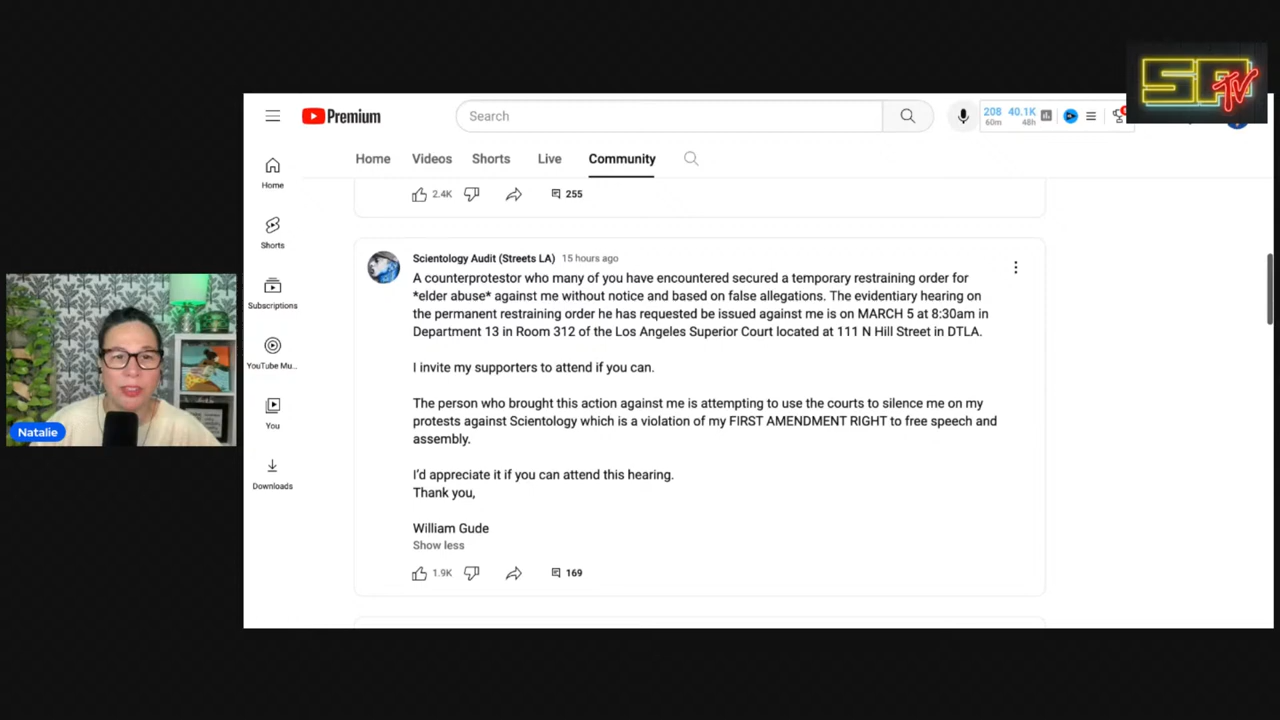 SPTV
Premium
Search
208 40.1K
60m 48h
Home
Videos
Shorts
Live
Community
Home
2.4K
255
Shorts
Scientology Audit (Streets LA) 15 hours ago
A counterprotestor who many of you have encountered secured a temporary restraining order for
*elder abuse* against me without notice and based on false allegations. The evidentiary hearing on
the permanent restraining order he has requested be issued against me is on MARCH 5 at 8:30am in
Department 13 in Room 312 of the Los Angeles Superior Court located at 111 N Hill Street in DTLA.
Subscriptions
YouTube Mu...
I invite my supporters to attend if you can.
The person who brought this action against me is attempting to use the courts to silence me on my
protests against Scientology which is a violation of my FIRST AMENDMENT RIGHT to free speech and
assembly.
You
Natalie
I'd appreciate it if you can attend this hearing.
Thank you,
Downloads
William Gude
Show less
1.9K
169